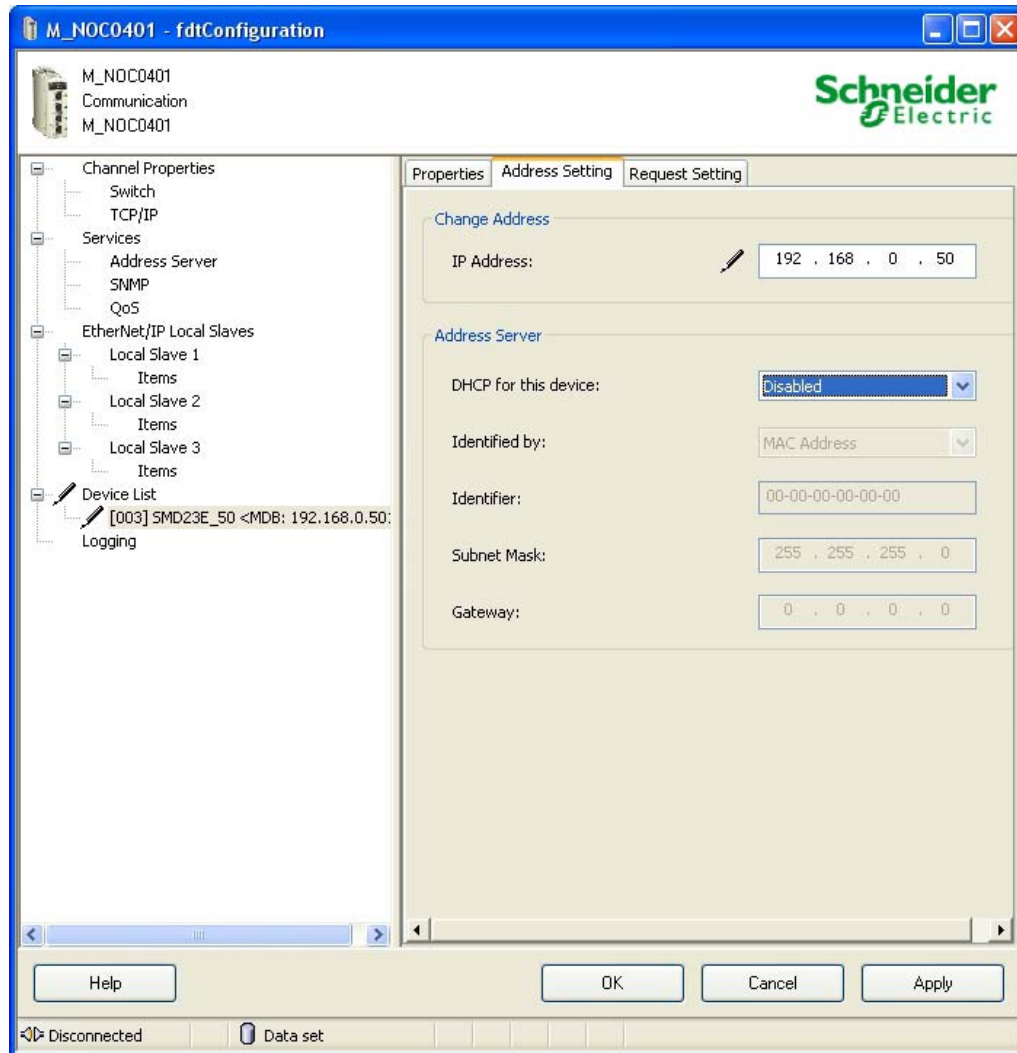 M_NOC0401 - fdtConfiguration
M_NOC0401
Communication
M_NOC0401
Schneider
Electric
Channel Properties
Switch
TCP/IP
Services
Address Server
SNMP
QoS
EtherNet/IP Local Slaves
Local Slave 1
Items
Local Slave 2
Items
Local Slave 3
Items
Device List
[003] SMD23E_50 <MDB: 192.168.0.50:
Logging
Properties
Address Setting
Request Setting
Change Address
IP Address: 192 . 168 . 0 . 50
Address Server
DHCP for this device: Disabled
Identified by: MAC Address
Identifier: 00-00-00-00-00-00
Subnet Mask: 255 . 255 . 255 . 0
Gateway: 0 . 0 . 0 . 0
Help
OK
Cancel
Apply
Disconnected
Data set